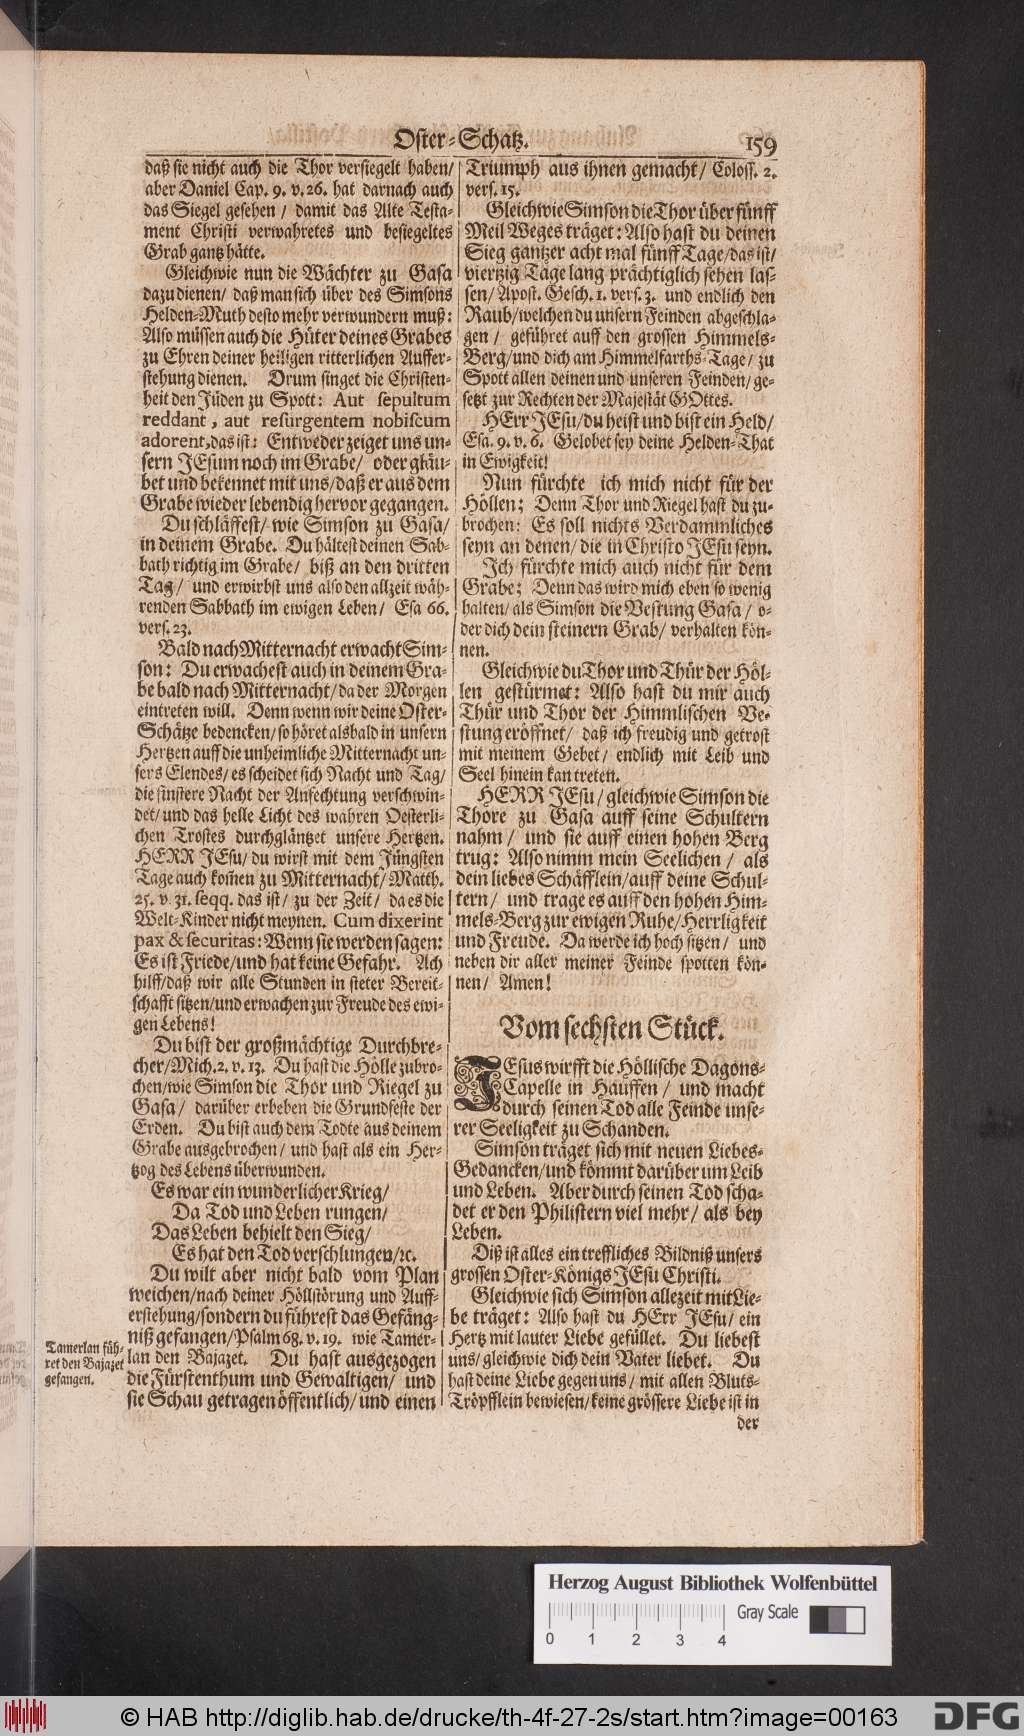 Oster-Schatz. 159
daß sie nicht auch die Thor versiegelt haben/
aber Daniel Cap. 9. v. 26. hat darnach auch
das Siegel gesehen / damit das Alte Testa-
ment Christi verwahretes und besiegeltes
Grab gantz hätte.
Gleichwie nun die Wächter zu Gasa
dazu dienen/ daß man sich über des Simsons
Helden-Muth desto mehr verwundern muß:
Also müssen auch die Hüter deines Grabes
zu Ehren deiner heiligen ritterlichen Auffer-
stehung dienen. Drum singet die Christen-
heit den Jüden zu Spott: Aut sepultum
reddant, aut resurgentem nobiscum
adorent, das ist: Entweder zeiget uns un-
sern JEsum noch im Grabe/ oder gläu-
bet und bekennet mit uns/ daß er aus dem
Grabe wieder lebendig hervor gegangen.
Du schläffest/ wie Simson zu Gasa/
in deinem Grabe. Du hältest deinen Sab-
bath richtig im Grabe/ biß an den dritten
Tag/ und erwirbst uns also den allzeit wäh-
renden Sabbath im ewigen Leben/ Esa 66.
vers. 23.
Bald nach Mitternacht erwacht Sim-
son: Du erwachest auch in deinem Gra-
be bald nach Mitternacht/ da der Morgen
eintreten will. Denn wenn wir deine Oster-
Schätze bedencken/ so höret alsbald in unsern
Hertzen auff die unheimliche Mitternacht un-
sers Elendes/ es scheidet sich Nacht und Tag/
die finstere Nacht der Anfechtung verschwin-
det/ und das helle Licht des wahren Oesterli-
chen Trostes durchgläntzet unsere Hertzen.
HERR JEsu/ du wirst mit dem Jüngsten
Tage auch kom̃en zu Mitternacht/ Matth.
25. v. 31. seqq. das ist/ zu der Zeit/ da es die
Welt-Kinder nicht meynen. Cum dixerint
pax & securitas: Wenn sie werden sagen:
Es ist Friede/ und hat keine Gefahr. Ach
hilff/ daß wir alle Stunden in steter Bereit-
schafft sitzen/ und erwachen zur Freude des ewi-
gen Lebens!
Du bist der großmächtige Durchbre-
cher/ Mich. 2. v. 13. Du hast die Hölle zubro-
chen/ wie Simson die Thor und Riegel zu
Gasa/ darüber erbeben die Grundfeste der
Erden. Du bist auch dem Todte aus deinem
Grabe ausgebrochen/ und hast als ein Her-
tzog des Lebens überwunden.
Es war ein wunderlicher Krieg/
Da Tod und Leben rungen/
Das Leben behielt den Sieg/
Es hat den Tod verschlungen/ ꝛc.
Du wilt aber nicht bald vom Plan
weichen/ nach deiner Höllstörung und Auff-
erstehung/ sondern du führest das Gefäng-
niß gefangen/ Psalm 68. v. 19. wie Tamer-
lan den Bajazet. Du hast ausgezogen
die Fürstenthum und Gewaltigen/ und
sie Schau getragen öffentlich/ und einen
Tamerlan füh-
ret den Bajazet
gefangen.
Triumph aus ihnen gemacht/ Coloss. 2.
vers. 15.
Gleichwie Simson die Thor über fünff
Meil Weges träget: Also hast du deinen
Sieg gantzer acht mal fünff Tage/ das ist/
viertzig Tage lang prächtiglich sehen las-
sen/ Apost. Gesch. 1. vers. 3. und endlich den
Raub/ welchen du unsern Feinden abgeschla-
gen / geführet auff den grossen Himmels-
Berg/ und dich am Himmelfarths-Tage/ zu
Spott allen deinen und unseren Feinden/ ge-
setzt zur Rechten der Majestät GOttes.
HErr JEsu/ du heist und bist ein Held/
Esa. 9. v. 6. Gelobet sey deine Helden-That
in Ewigkeit!
Nun fürchte ich mich nicht für der
Höllen; Denn Thor und Riegel hast du zu-
brochen: Es soll nichts Verdammliches
seyn an denen/ die in Christo JEsu seyn.
Ich fürchte mich auch nicht für dem
Grabe; Denn das wird mich eben so wenig
halten/ als Simson die Vestung Gasa/ o-
der dich dein steinern Grab/ verhalten kön-
nen.
Gleichwie du Thor und Thür der Höl-
len gestürmet: Also hast du mir auch
Thür und Thor der Himmlischen Ve-
stung eröffnet/ daß ich freudig und getrost
mit meinem Gebet/ endlich mit Leib und
Seel hinein kan treten.
HERR JEsu/ gleichwie Simson die
Thore zu Gasa auff seine Schultern
nahm/ und sie auff einen hohen Berg
trug: Also nimm mein Seelichen/ als
dein liebes Schäfflein/ auff deine Schul-
tern/ und trage es auff den hohen Him-
mels-Berg zur ewigen Ruhe/ Herrligkeit
und Freude. Da werde ich hoch sitzen/ und
neben dir aller meiner Feinde spotten kön-
nen/ Amen!
Vom sechsten Stück.
JEsus wirfft die Höllische Dagons-
Capelle in Hauffen/ und macht
durch seinen Tod alle Feinde unse-
rer Seeligkeit zu Schanden.
Simson träget sich mit neuen Liebes-
Gedancken/ und kömmt darüber um Leib
und Leben. Aber durch seinen Tod scha-
det er den Philistern viel mehr/ als bey
Leben.
Diß ist alles ein treffliches Bildniß unsers
grossen Oster-Königs JEsu Christi.
Gleichwie sich Simson allezeit mit Lie-
be träget: Also hast du HErr JEsu/ ein
Hertz mit lauter Liebe gefüllet. Du liebest
uns/ gleichwie dich dein Vater liebet. Du
hast deine Liebe gegen uns/ mit allen Bluts-
Tröpfflein bewiesen/ keine grössere Liebe ist in
der
Herzog August Bibliothek Wolfenbüttel
Gray Scale
0 1 2 3 4
© HAB http://diglib.hab.de/drucke/th-4f-27-2s/start.htm?image=00163
DFG